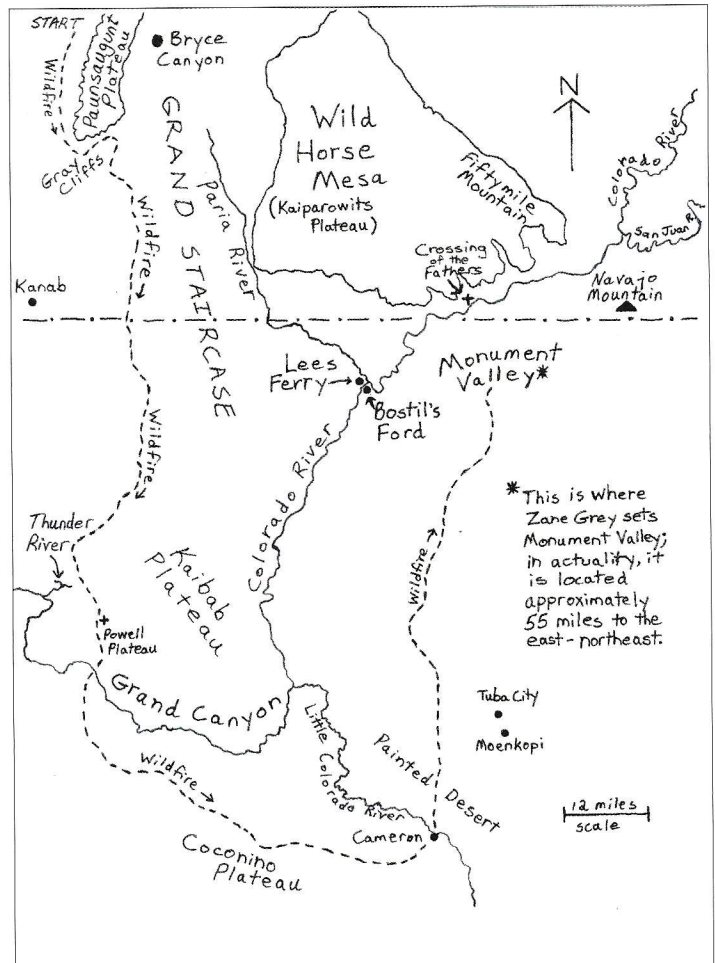 START
Wildfire →
Paunsaugunt
Plateau
Bryce
Canyon
Gray
Cliffs
GRAND STAIRCASE
Paria River
Wild
Horse
Mesa
(Kaiparowits
Plateau)
N
Fiftymile
Mountain
Colorado River
San Juan R.
Crossing
of the
Fathers
Navajo
Mountain
Wildfire →
Kanab
Lees
Ferry →
Bostil's
Ford
Monument
Valley*
Wildfire →
Colorado River
* This is where
Zane Grey sets
Monument Valley;
in actuality, it
is located
approximately
55 miles to the
east-northeast.
Thunder
River
Kaibab
Plateau
Wildfire →
Powell
Plateau
Grand Canyon
Tuba City
Moenkopi
Little Colorado River
Painted Desert
Wildfire →
12 miles
scale
Cameron
Coconino
Plateau